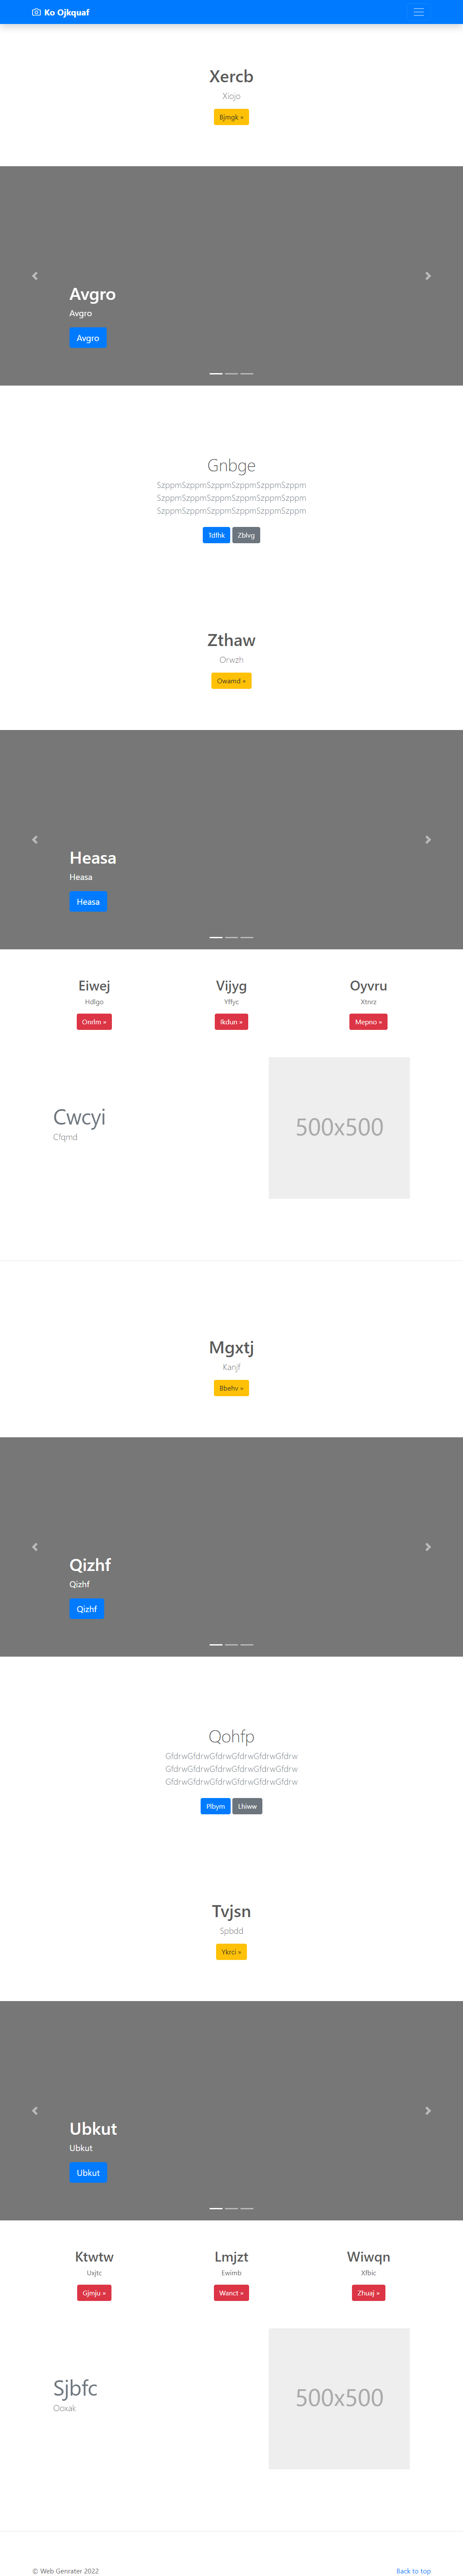 Ko Ojkquaf
Xercb
Xiojo
Bjmgk »
Avgro
Avgro
Avgro
Gnbge
SzppmSzppmSzppmSzppmSzppmSzppm
SzppmSzppmSzppmSzppmSzppmSzppm
SzppmSzppmSzppmSzppmSzppmSzppm
Tdfhk Zblvg
Zthaw
Orwzh
Owamd »
Heasa
Heasa
Heasa
Eiwej Vijyg Oyvru
Hdlgo Yffyc Xtnrz
Onrlm » Ikdun » Mepno »
Cwcyi
Cfqmd
500x500
Mgxtj
Kanjf
Bbehv »
Qizhf
Qizhf
Qizhf
Qohfp
GfdrwGfdrwGfdrwGfdrwGfdrwGfdrw
GfdrwGfdrwGfdrwGfdrwGfdrwGfdrw
GfdrwGfdrwGfdrwGfdrwGfdrwGfdrw
Plbym Lhiww
Tvjsn
Spbdd
Ykrci »
Ubkut
Ubkut
Ubkut
Ktwtw Lmjzt Wiwqn
Uxjtc Ewimb Xfbic
Gjmju » Wanct » Zhuaj »
Sjbfc
Ooxak
500x500
© Web Genrater 2022 Back to top